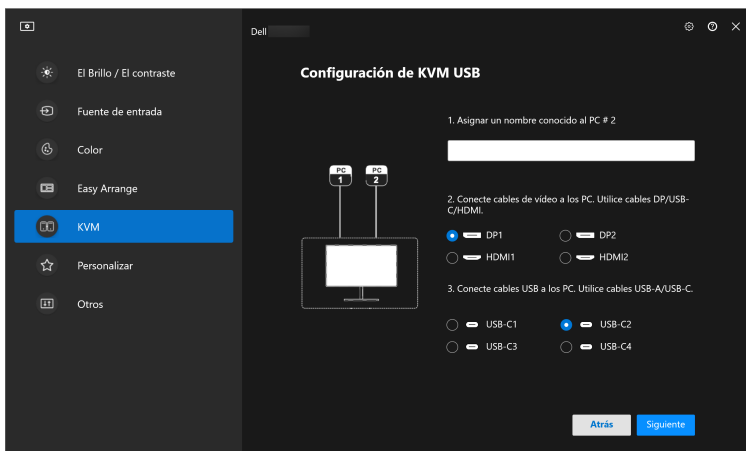 Dell
El Brillo / El contraste
Fuente de entrada
Color
Easy Arrange
KVM
Personalizar
Otros
Configuración de KVM USB
PC
1
PC
2
1. Asignar un nombre conocido al PC # 2
2. Conecte cables de vídeo a los PC. Utilice cables DP/USB-
C/HDMI.
DP1
DP2
HDMI1
HDMI2
3. Conecte cables USB a los PC. Utilice cables USB-A/USB-C.
USB-C1
USB-C2
USB-C3
USB-C4
Atrás
Siguiente